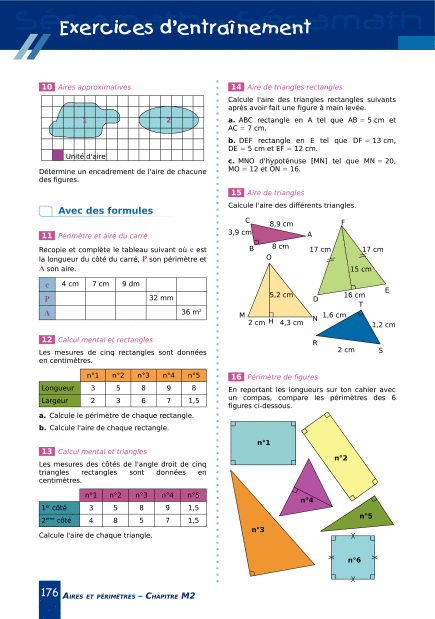 Exercices d'entraînement
10 Aires approximatives
1
2
Unité d'aire
Détermine un encadrement de l'aire de chacune
des figures.
Avec des formules
11 Périmètre et aire du carré
Recopie et complète le tableau suivant où c est
la longueur du côté du carré, P son périmètre et
A son aire.
c 4 cm 7 cm 9 dm
P 32 mm
A 36 m²
12 Calcul mental et rectangles
Les mesures de cinq rectangles sont données
en centimètres.
n°1 n°2 n°3 n°4 n°5
Longueur 3 5 8 9 8
Largeur 2 3 6 7 1,5
a. Calcule le périmètre de chaque rectangle.
b. Calcule l'aire de chaque rectangle.
13 Calcul mental et triangles
Les mesures des côtés de l'angle droit de cinq
triangles rectangles sont données en
centimètres.
n°1 n°2 n°3 n°4 n°5
1er côté 3 5 8 9 1,5
2ème côté 4 8 5 7 1,5
Calcule l'aire de chaque triangle.
14 Aire de triangles rectangles
Calcule l'aire des triangles rectangles suivants
après avoir fait une figure à main levée.
a. ABC rectangle en A tel que AB = 5 cm et
AC = 7 cm.
b. DEF rectangle en E tel que DF = 13 cm,
DE = 5 cm et EF = 12 cm.
c. MNO d'hypoténuse [MN] tel que MN = 20,
MO = 12 et ON = 16.
15 Aire de triangles
Calcule l'aire des différents triangles.
C 8,9 cm A
3,9 cm
B 8 cm
F
17 cm 17 cm
15 cm
D 16 cm E
O
5,2 cm
M 2 cm H 4,3 cm N
T
1,6 cm 1,2 cm
R 2 cm S
16 Périmètre de figures
En reportant les longueurs sur ton cahier avec
un compas, compare les périmètres des 6
figures ci-dessous.
n°1
n°2
n°4
n°3
n°5
n°6
176 AIRES ET PÉRIMÈTRES – CHAPITRE M2